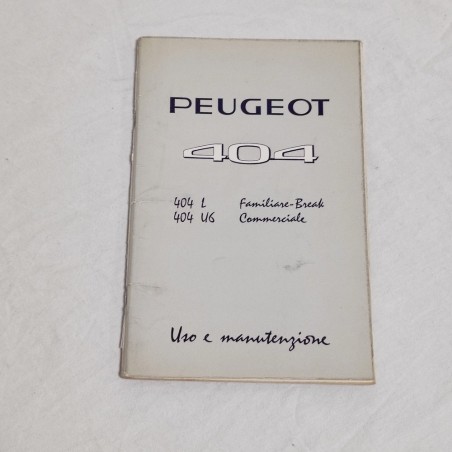 PEUGEOT
404
404 L Familiare-Break
404 U6 Commerciale
Uso e manutenzione